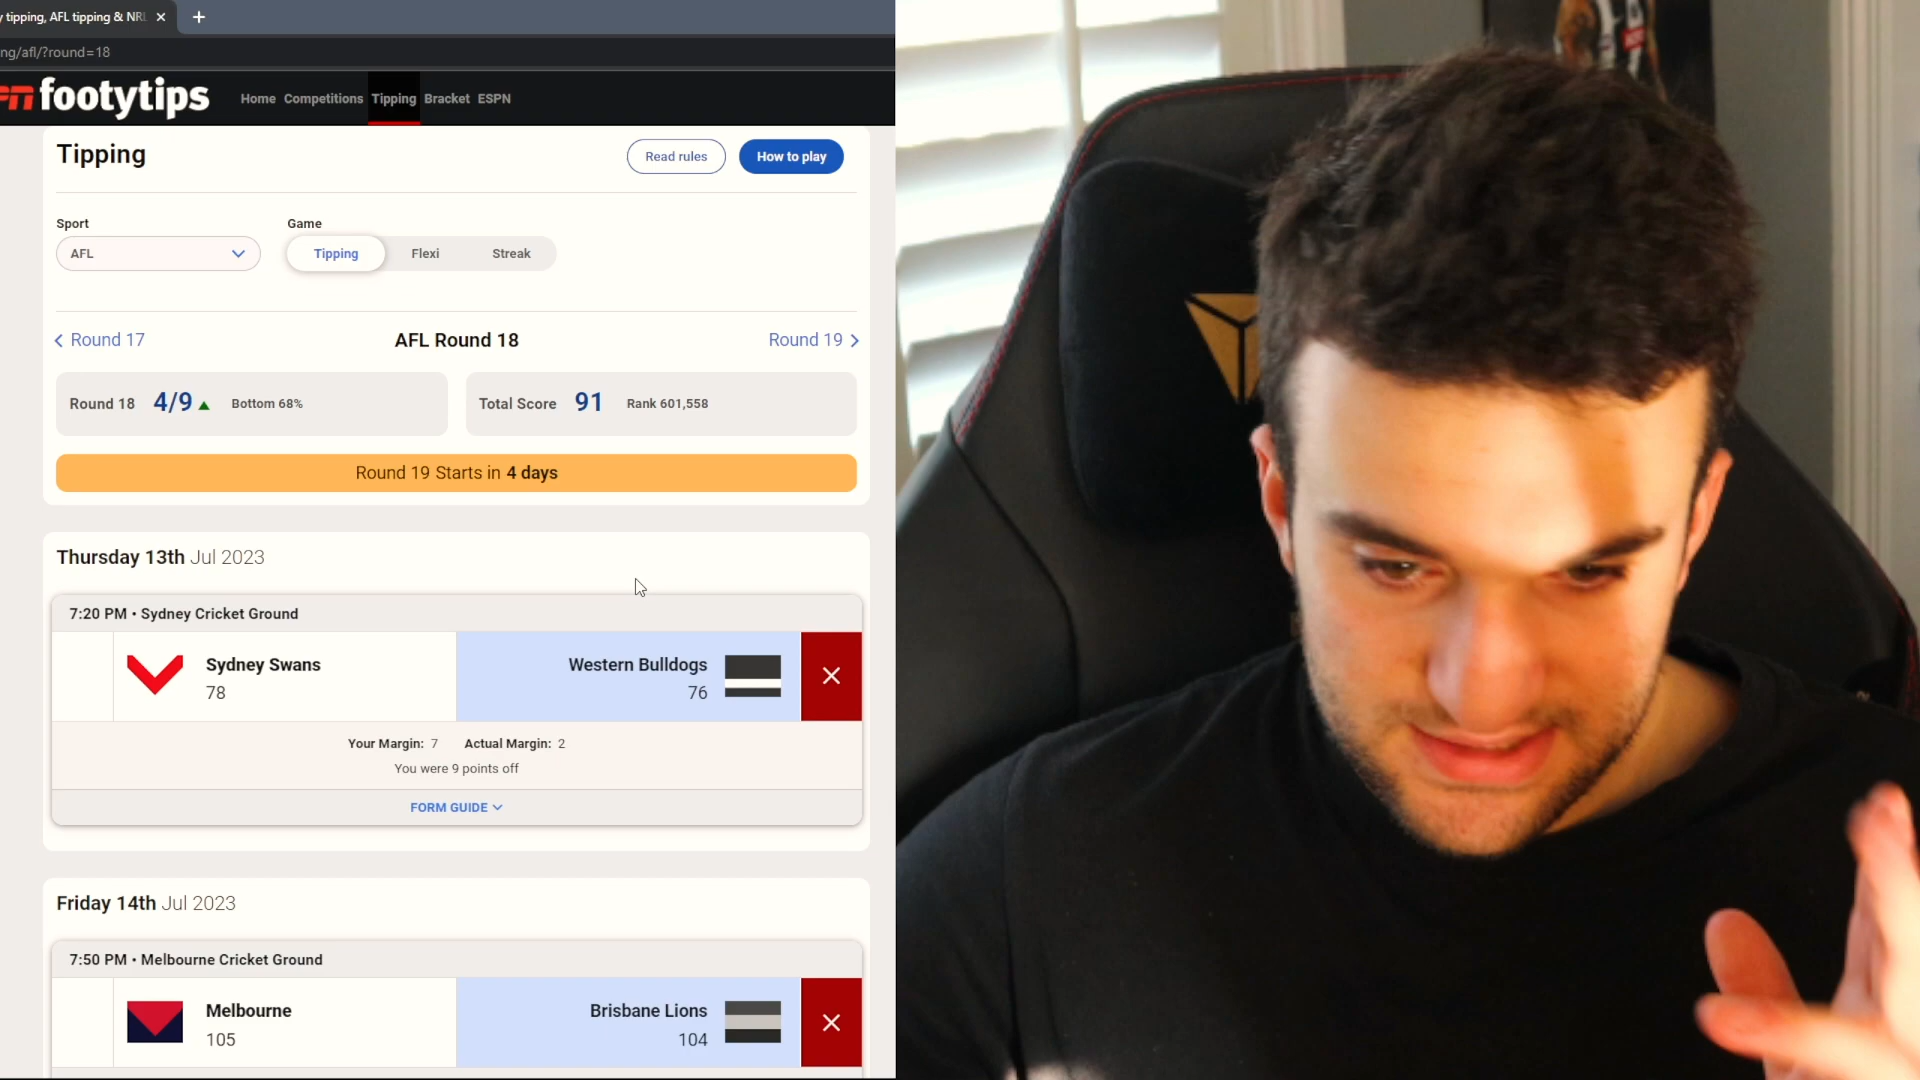 y tipping, AFL tipping & NRL
ng/afl/?round=18
footytips
Home Competitions Tipping Bracket ESPN
Tipping
Read rules
How to play
Sport
Game
AFL
Tipping
Flexi
Streak
Round 17
AFL Round 18
Round 19
Round 18 4/9 Bottom 68%
Total Score 91 Rank 601,558
Round 19 Starts in 4 days
Thursday 13th Jul 2023
7:20 PM • Sydney Cricket Ground
Sydney Swans
78
Western Bulldogs
76
Your Margin: 7 Actual Margin: 2
You were 9 points off
FORM GUIDE
Friday 14th Jul 2023
7:50 PM • Melbourne Cricket Ground
Melbourne
105
Brisbane Lions
104